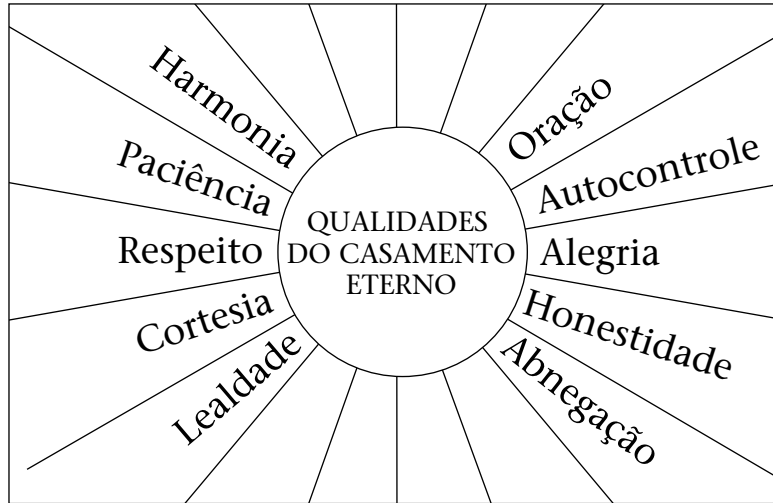 Harmonia
Paciência
Respeito
Cortesia
Lealdade
QUALIDADES
DO CASAMENTO
ETERNO
Oração
Autocontrole
Alegria
Honestidade
Abnegação